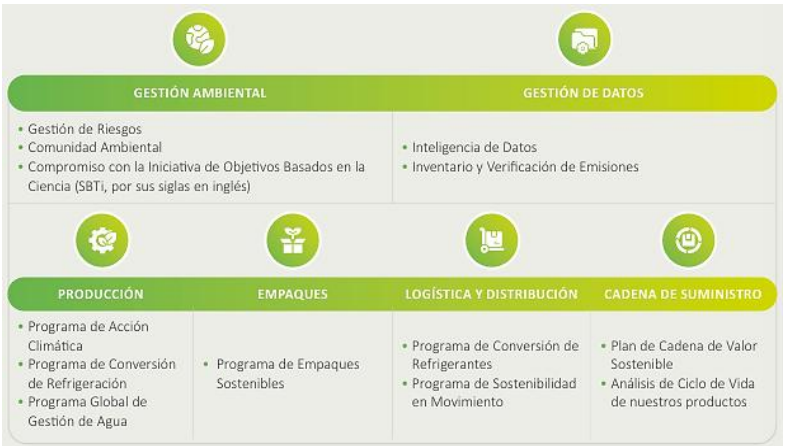 GESTIÓN AMBIENTAL
GESTIÓN DE DATOS
• Gestión de Riesgos
• Comunidad Ambiental
• Compromiso con la Iniciativa de Objetivos Basados en la
Ciencia (SBTi, por sus siglas en inglés)
• Inteligencia de Datos
• Inventario y Verificación de Emisiones
PRODUCCIÓN
EMPAQUES
LOGÍSTICA Y DISTRIBUCIÓN
CADENA DE SUMINISTRO
• Programa de Acción
Climática
• Programa de Conversión
de Refrigeración
• Programa Global de
Gestión de Agua
• Programa de Empaques
Sostenibles
• Programa de Conversión de
Refrigerantes
• Programa de Sostenibilidad
en Movimiento
• Plan de Cadena de Valor
Sostenible
• Análisis de Ciclo de Vida
de nuestros productos